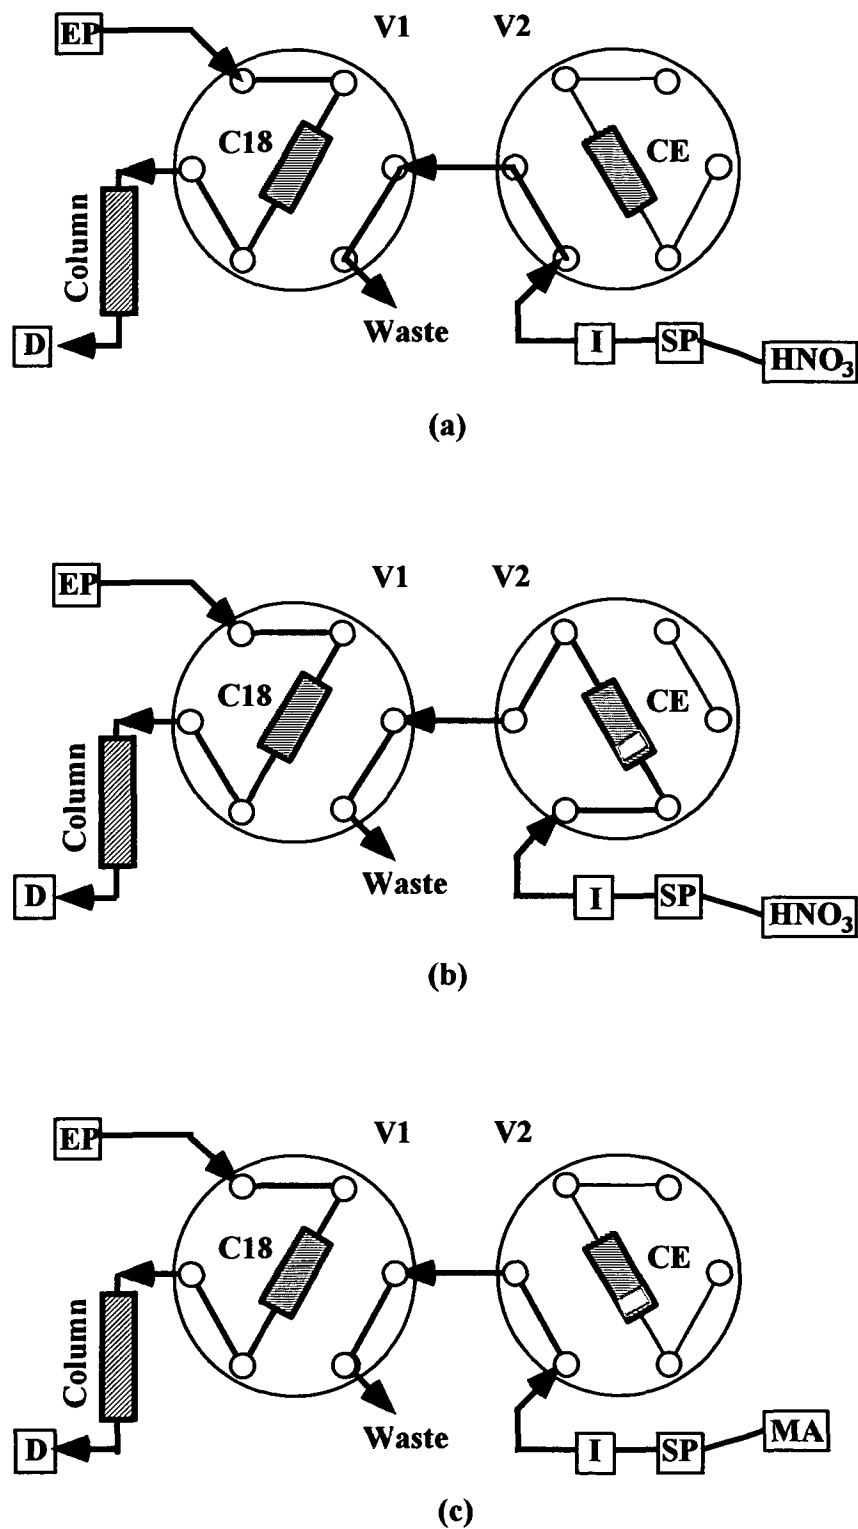 EP V1 V2
C18 CE
Column
Waste
D I SP HNO₃
(a)
EP V1 V2
C18 CE
Column
Waste
D I SP HNO₃
(b)
EP V1 V2
C18 CE
Column
Waste
D I SP MA
(c)